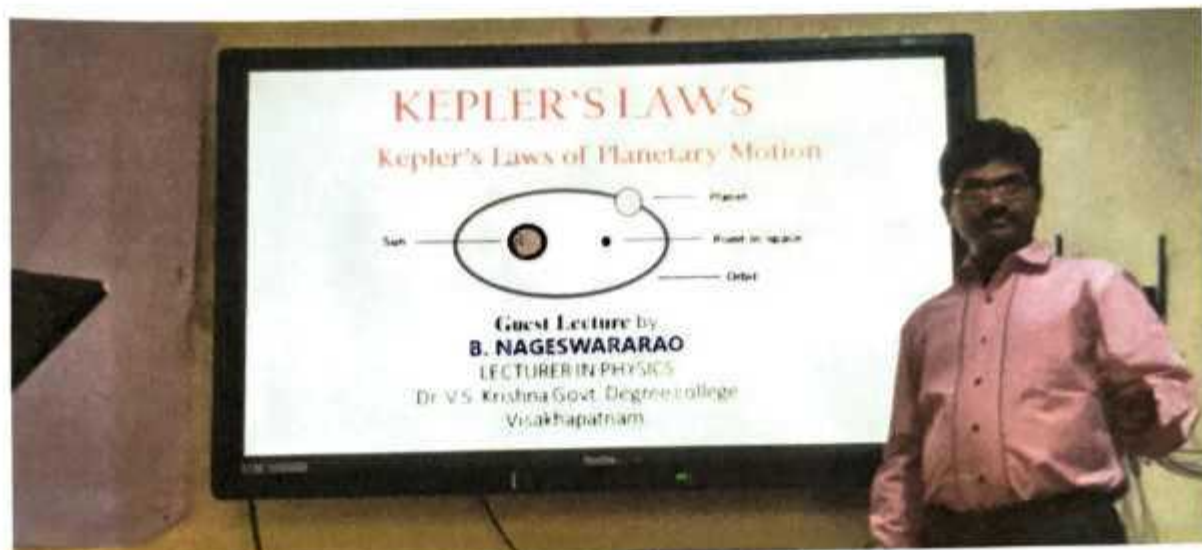 KEPLER'S LAWS
Kepler's Laws of Planetary Motion
Planet
Sun
Point in space
Orbit
Guest Lecture by
B. NAGESWARARAO
LECTURER IN PHYSICS
Dr V.S. Krishna Govt Degree college
Visakhapatnam